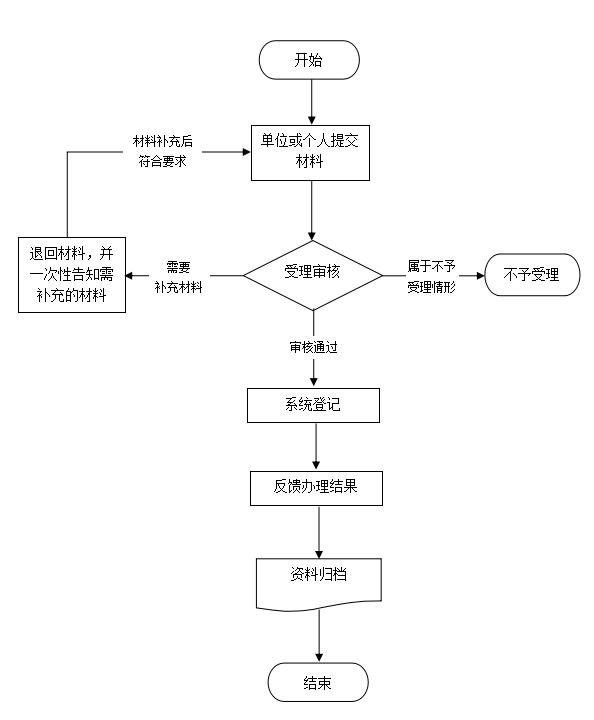 开始
材料补充后
符合要求
单位或个人提交
材料
退回材料，并
一次性告知需
补充的材料
需要
补充材料
受理审核
属于不予
受理情形
不予受理
审核通过
系统登记
反馈办理结果
资料归档
结束